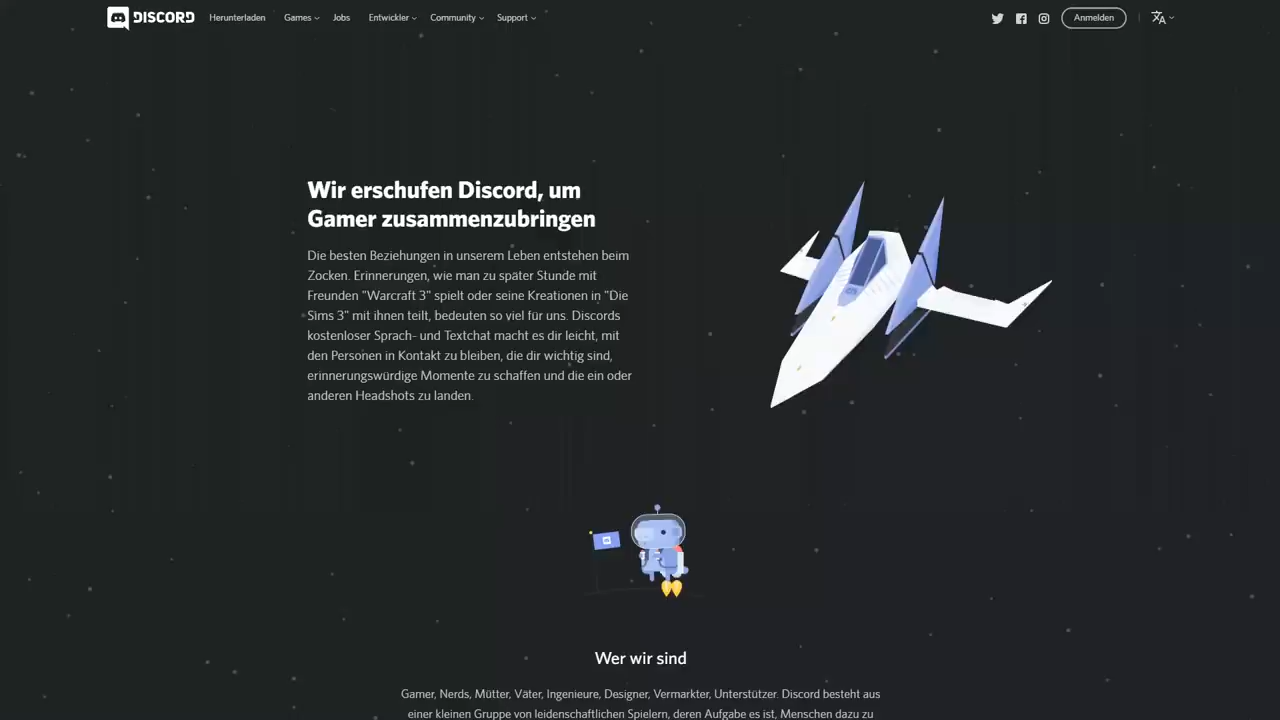 DISCORD Herunterladen Games Jobs Entwickler Community Support Anmelden
Wir erschufen Discord, um
Gamer zusammenzubringen
Die besten Beziehungen in unserem Leben entstehen beim
Zocken. Erinnerungen, wie man zu später Stunde mit
Freunden "Warcraft 3" spielt oder seine Kreationen in "Die
Sims 3" mit ihnen teilt, bedeuten so viel für uns. Discords
kostenloser Sprach- und Textchat macht es dir leicht, mit
den Personen in Kontakt zu bleiben, die dir wichtig sind,
erinnerungswürdige Momente zu schaffen und die ein oder
anderen Headshots zu landen.
Wer wir sind
Gamer, Nerds, Mütter, Väter, Ingenieure, Designer, Vermarkter, Unterstützer. Discord besteht aus
einer kleinen Gruppe von leidenschaftlichen Spielern, deren Aufgabe es ist, Menschen dazu zu